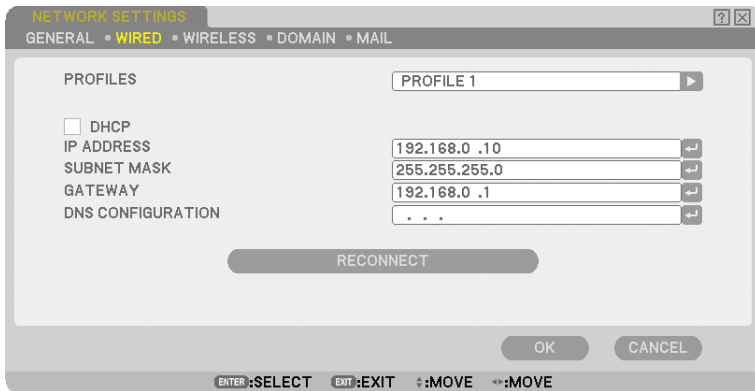 NETWORK SETTINGS ? ×
GENERAL • WIRED • WIRELESS • DOMAIN • MAIL
PROFILES PROFILE 1
DHCP
IP ADDRESS 192.168.0 .10
SUBNET MASK 255.255.255.0
GATEWAY 192.168.0 .1
DNS CONFIGURATION . . .
RECONNECT
OK CANCEL
ENTER :SELECT EXIT :EXIT :MOVE :MOVE